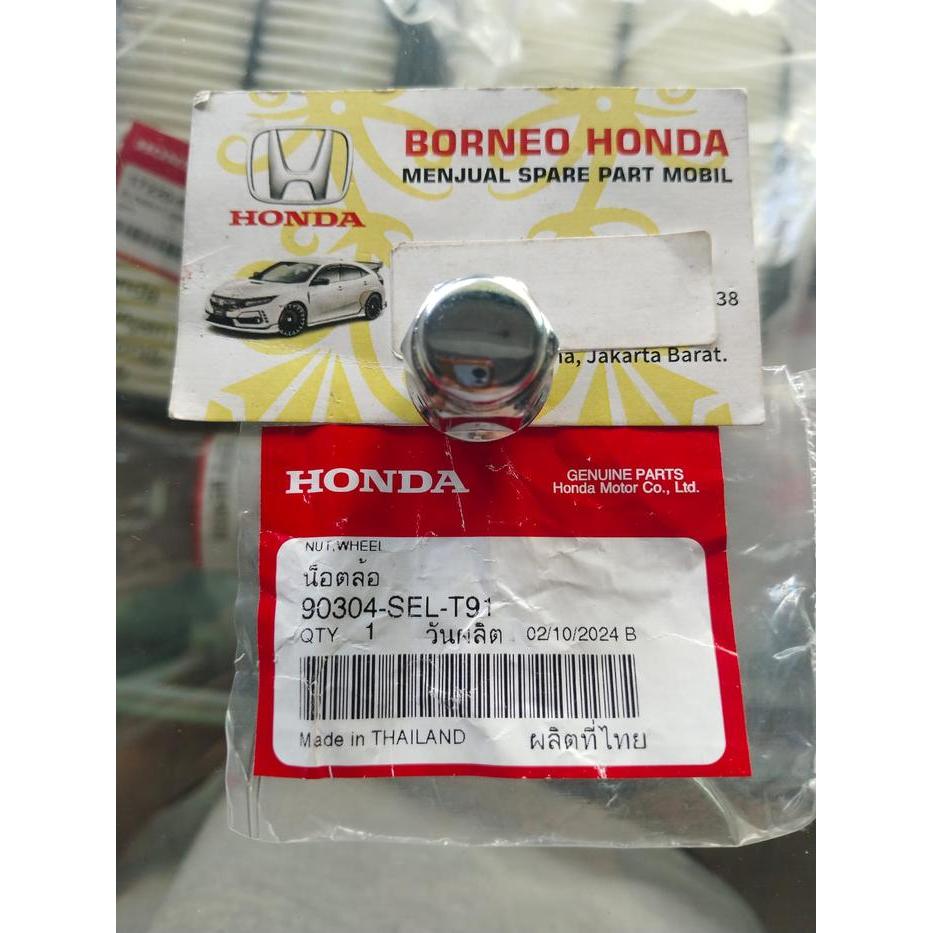 BORNEO HONDA
MENJUAL SPARE PART MOBIL
HONDA
38
Jakarta Barat.
HONDA
GENUINE PARTS
Honda Motor Co., Ltd.
NUT,WHEEL
น็อตล้อ
90304-SEL-T91
QTY 1 วันผลิต 02/10/2024 B
Made in THAILAND ผลิตที่ไทย